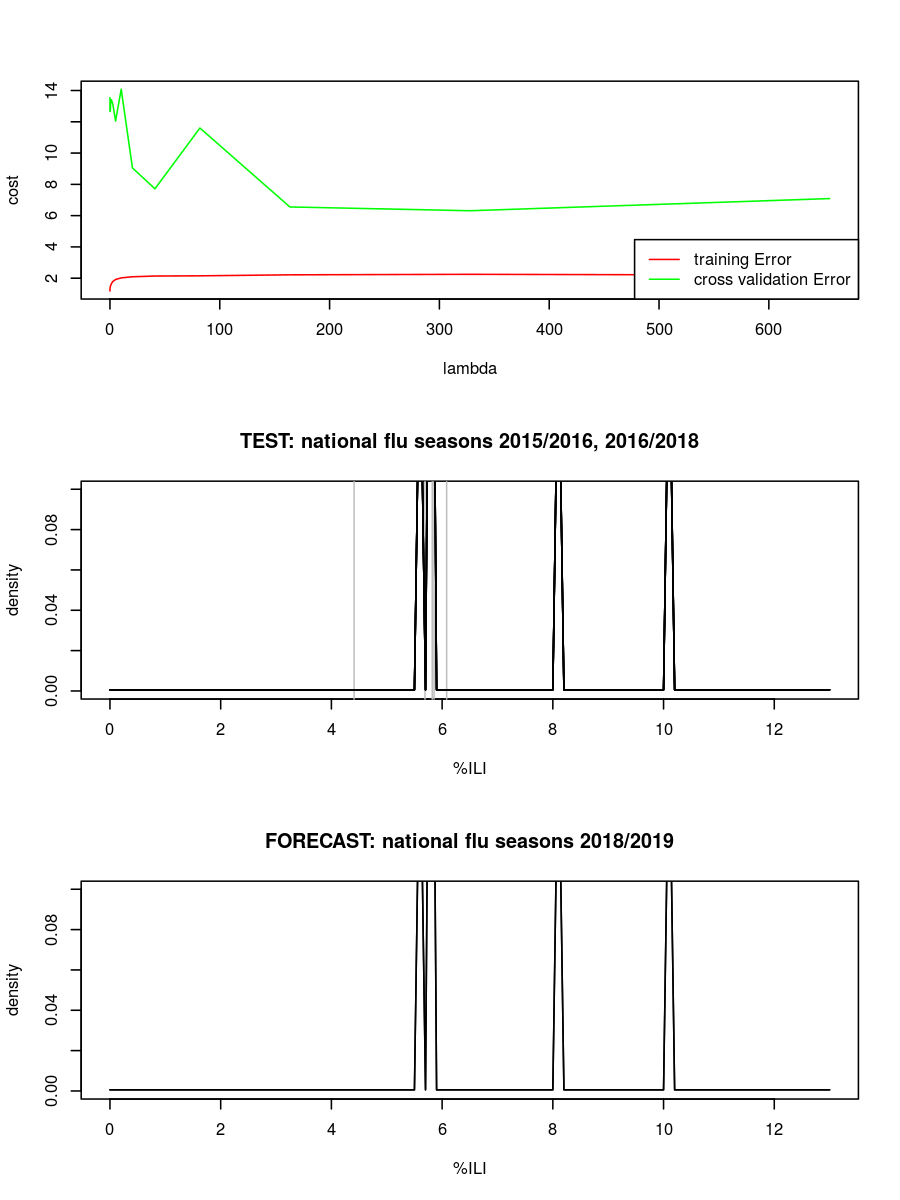 cost
14
10
8
6
4
2
training Error
cross validation Error
0 100 200 300 400 500 600
lambda
TEST: national flu seasons 2015/2016, 2016/2018
density
0.08
0.04
0.00
0 2 4 6 8 10 12
%ILI
FORECAST: national flu seasons 2018/2019
density
0.08
0.04
0.00
0 2 4 6 8 10 12
%ILI